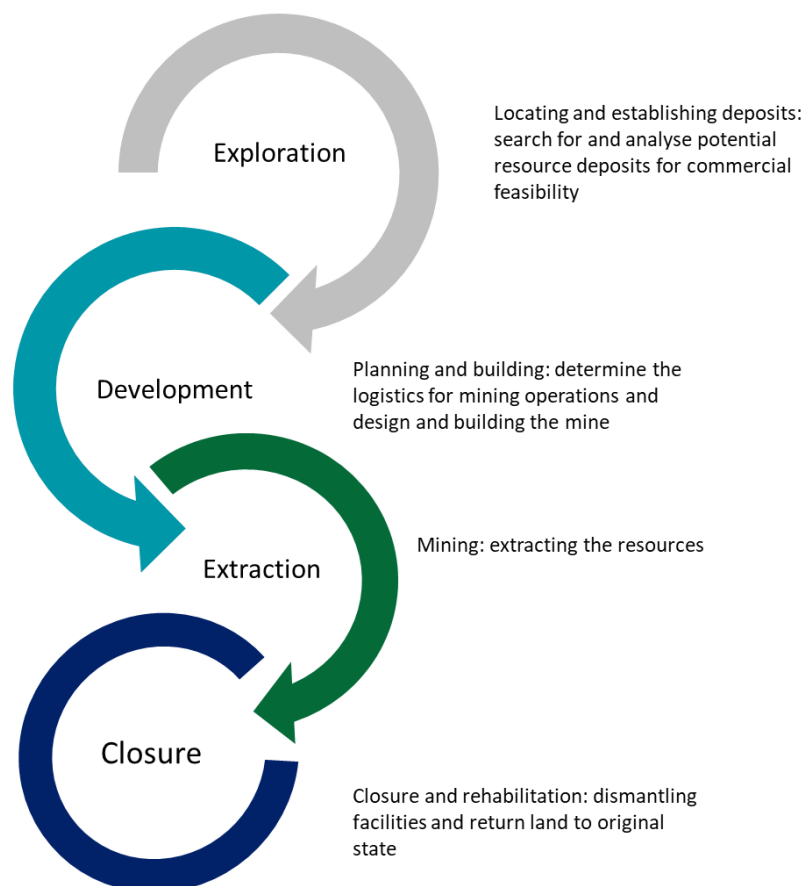 Exploration
Locating and establishing deposits:
search for and analyse potential
resource deposits for commercial
feasibility
Development
Planning and building: determine the
logistics for mining operations and
design and building the mine
Extraction
Mining: extracting the resources
Closure
Closure and rehabilitation: dismantling
facilities and return land to original
state